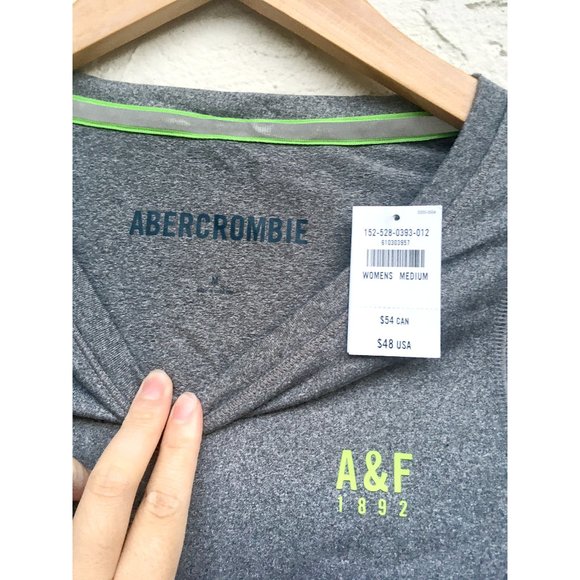 ABERCROMBIE
M
152-528-0393-012
610303957
WOMENS MEDIUM
$54 CAN
$48 USA
A&F
1892